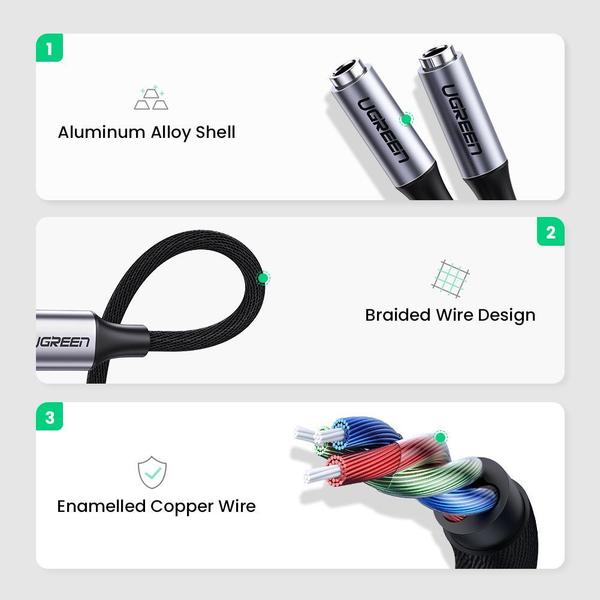 1
Aluminum Alloy Shell
UGREEN
UGREEN
2
UGREEN
Braided Wire Design
3
Enamelled Copper Wire